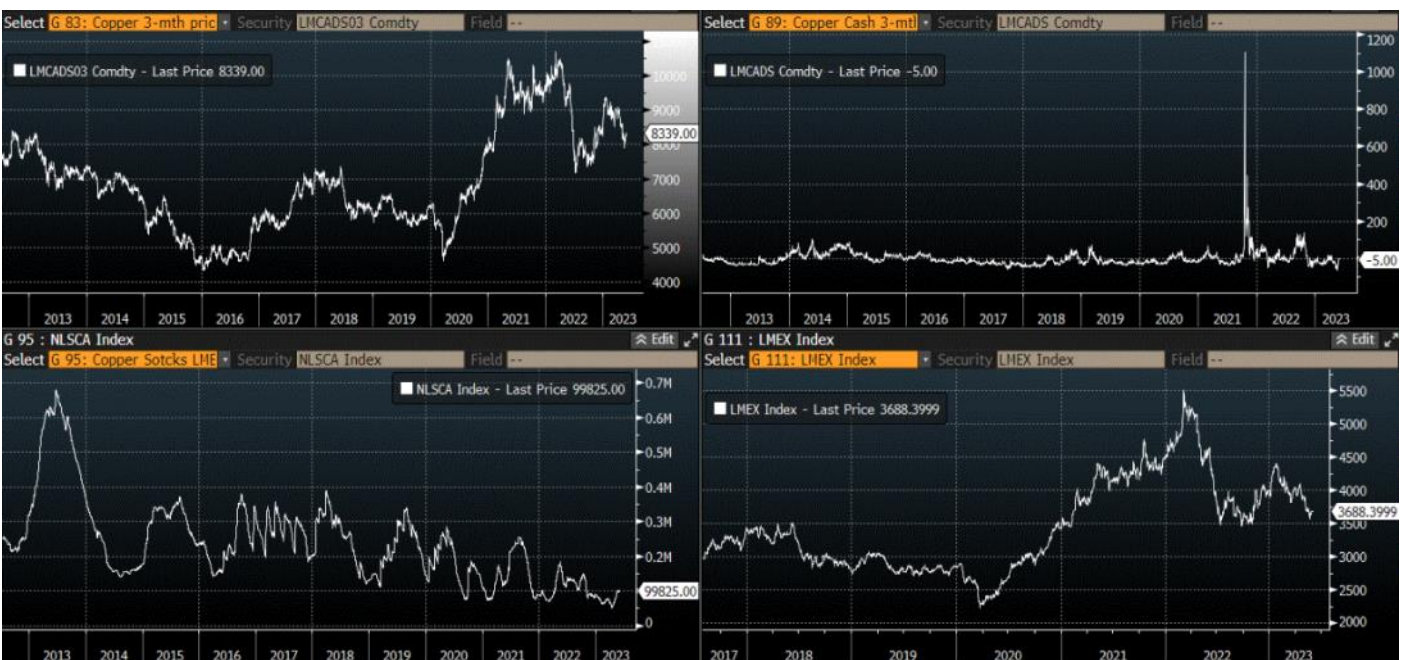 Select G 83: Copper 3-mth pric Security LMCADS03 Comdty Field --
LMCADS03 Comdty - Last Price 8339.00
10000
9000
8339.00
8000
7000
6000
5000
4000
2013 2014 2015 2016 2017 2018 2019 2020 2021 2022 2023
Select G 89: Copper Cash 3-mtl Security LMCADS Comdty Field --
LMCADS Comdty - Last Price -5.00
1200
1000
800
600
400
200
-5.00
2013 2014 2015 2016 2017 2018 2019 2020 2021 2022 2023
G 95 : NLSCA Index Edit
Select G 95: Copper Sotcks LME Security NLSCA Index Field --
NLSCA Index - Last Price 99825.00
0.7M
0.6M
0.5M
0.4M
0.3M
0.2M
99825.00
0
2013 2014 2015 2016 2017 2018 2019 2020 2021 2022 2023
G 111 : LMEX Index Edit
Select G 111: LMEX Index Security LMEX Index Field --
LMEX Index - Last Price 3688.3999
5500
5000
4500
4000
3688.3999
3500
3000
2500
2000
2017 2018 2019 2020 2021 2022 2023